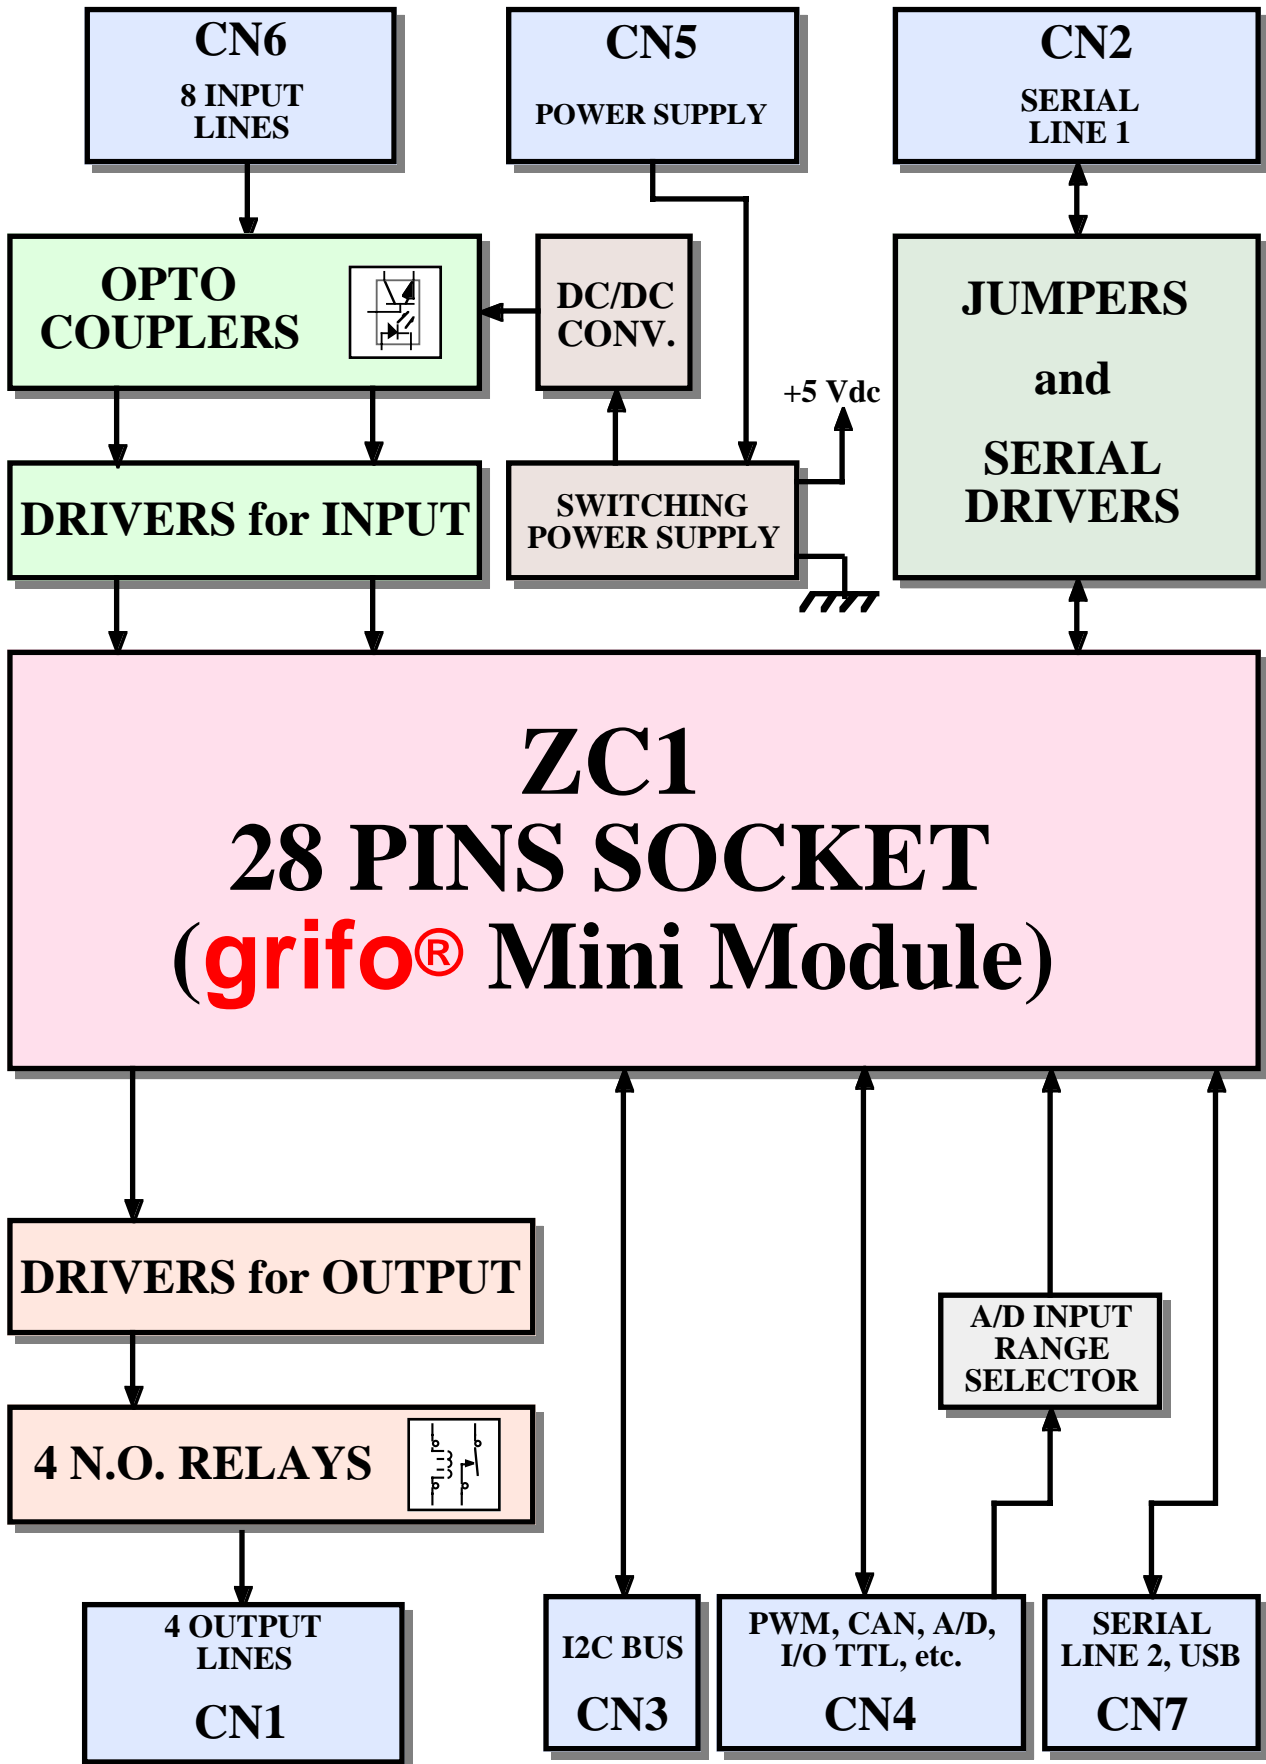 CN6
8 INPUT
LINES
CN5
POWER SUPPLY
CN2
SERIAL
LINE 1
OPTO
COUPLERS
DC/DC
CONV.
JUMPERS
and
SERIAL
DRIVERS
+5 Vdc
DRIVERS for INPUT
SWITCHING
POWER SUPPLY
ZC1
28 PINS SOCKET
(grifo® Mini Module)
DRIVERS for OUTPUT
A/D INPUT
RANGE
SELECTOR
4 N.O. RELAYS
4 OUTPUT
LINES
CN1
I2C BUS
CN3
PWM, CAN, A/D,
I/O TTL, etc.
CN4
SERIAL
LINE 2, USB
CN7